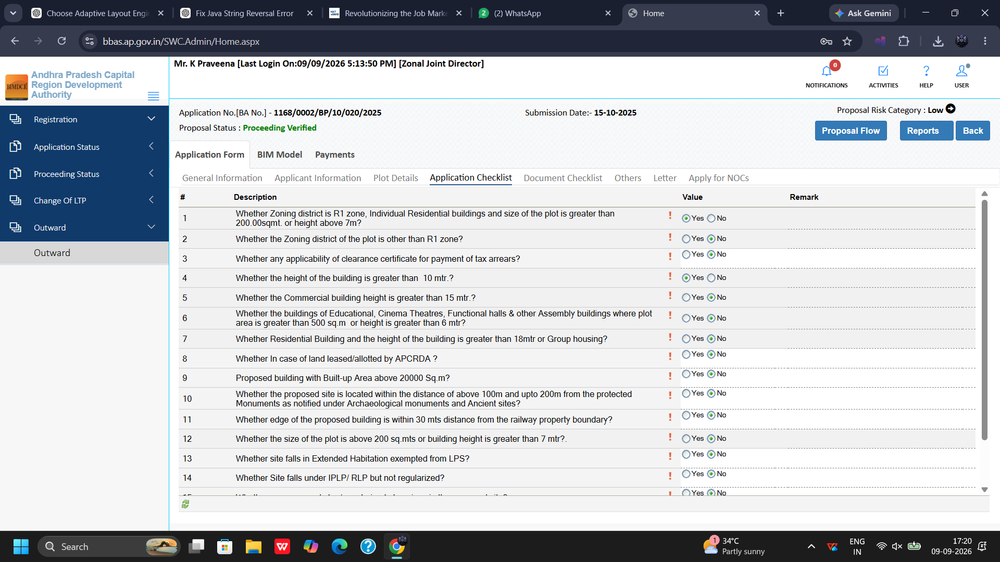 Choose Adaptive Layout Engi
Fix Java String Reversal Error
Revolutionizing the Job Mark
2
(2) WhatsApp
Home
Ask Gemini
bbas.ap.gov.in/SWC.Admin/Home.aspx
BIMDCR
Andhra Pradesh Capital
Region Development
Authority
Mr. K Praveena [Last Login On:09/09/2026 5:13:50 PM] [Zonal Joint Director]
0
NOTIFICATIONS
ACTIVITIES
HELP
USER
Registration
Application Status
Proceeding Status
Change Of LTP
Outward
Outward
Application No.[BA No.] - 1168/0002/BP/10/020/2025
Submission Date:- 15-10-2025
Proposal Risk Category : Low
Proposal Status : Proceeding Verified
Proposal Flow
Reports
Back
Application Form
BIM Model
Payments
General Information
Applicant Information
Plot Details
Application Checklist
Document Checklist
Others
Letter
Apply for NOCs
# Description Value Remark
1 Whether Zoning district is R1 zone, Individual Residential buildings and size of the plot is greater than ! Yes No
200.00sqmt. or height above 7m?
2 Whether the Zoning district of the plot is other than R1 zone? ! Yes No
3 Whether any applicability of clearance certificate for payment of tax arrears? ! Yes No
4 Whether the height of the building is greater than  10 mtr.? ! Yes No
5 Whether the Commercial building height is greater than 15 mtr.? ! Yes No
6 Whether the buildings of Educational, Cinema Theatres, Functional halls & other Assembly buildings where plot ! Yes No
area is greater than 500 sq.m  or height is greater than 6 mtr?
7 Whether Residential Building and the height of the building is greater than 18mtr or Group housing? ! Yes No
8 Whether In case of land leased/allotted by APCRDA ? ! Yes No
9 Proposed building with Built-up Area above 20000 Sq.m? ! Yes No
10 Whether the proposed site is located within the distance of above 100m and upto 200m from the protected ! Yes No
Monuments as notified under Archaeological monuments and Ancient sites?
11 Whether edge of the proposed building is within 30 mts distance from the railway property boundary? ! Yes No
12 Whether the size of the plot is above 200 sq.mts or building height is greater than 7 mtr?. ! Yes No
13 Whether site falls in Extended Habitation exempted from LPS? ! Yes No
14 Whether Site falls under IPLP/ RLP but not regularized? ! Yes No
15 ! Yes No
Search
1
34°C
Partly sunny
ENG
IN
17:20
09-09-2026